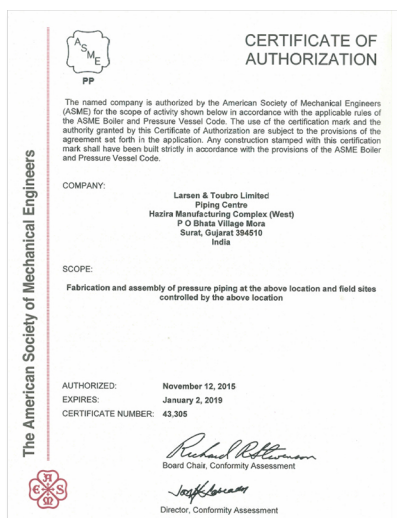 ASME
PP
CERTIFICATE OF
AUTHORIZATION
The named company is authorized by the American Society of Mechanical Engineers
(ASME) for the scope of activity shown below in accordance with the applicable rules of
the ASME Boiler and Pressure Vessel Code. The use of the certification mark and the
authority granted by this Certificate of Authorization are subject to the provisions of the
agreement set forth in the application. Any construction stamped with this certification
mark shall have been built strictly in accordance with the provisions of the ASME Boiler
and Pressure Vessel Code.
COMPANY:
Larsen & Toubro Limited
Piping Centre
Hazira Manufacturing Complex (West)
P O Bhata Village Mora
Surat, Gujarat 394510
India
SCOPE:
Fabrication and assembly of pressure piping at the above location and field sites
controlled by the above location
AUTHORIZED: November 12, 2015
EXPIRES: January 2, 2019
CERTIFICATE NUMBER: 43,305
Board Chair, Conformity Assessment
Director, Conformity Assessment
The American Society of Mechanical Engineers